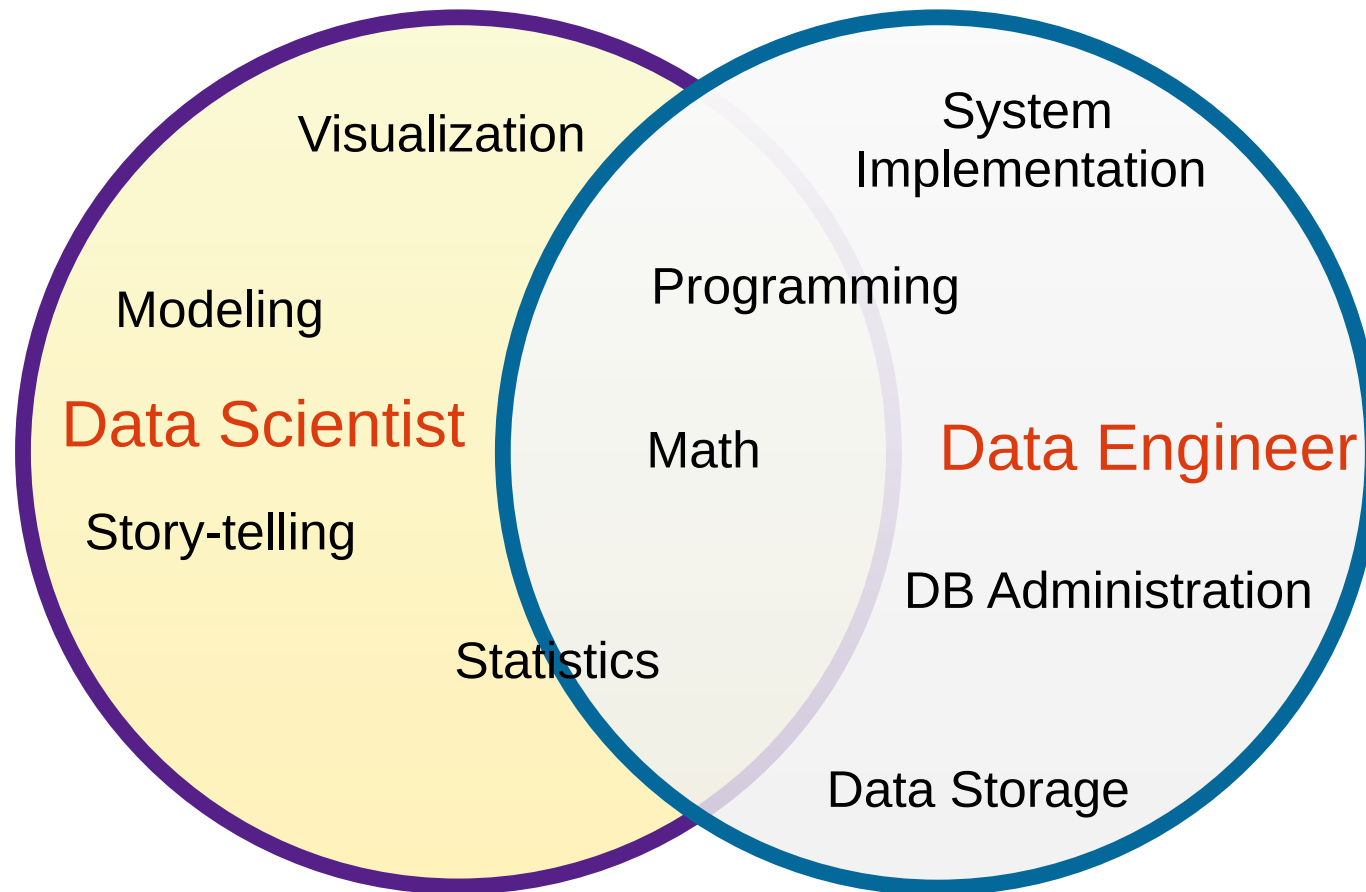 System
Implementation
Visualization
Programming
Modeling
Data Scientist
Data Engineer
Math
Story-telling
DB Administration
Statistics
Data Storage